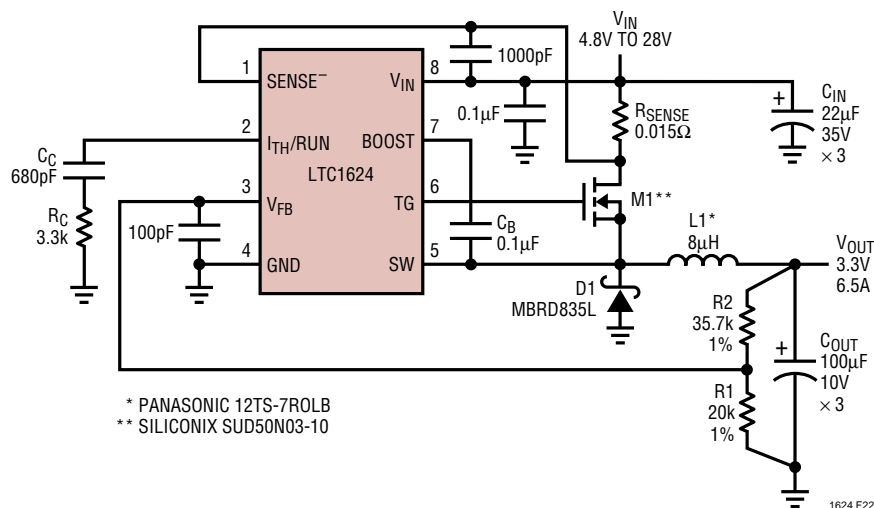 VIN
4.8V TO 28V
1000pF
1
SENSE–
VIN
8
CIN
22µF
35V
× 3
0.1µF
RSENSE
0.015Ω
2
ITH/RUN
BOOST
7
CC
680pF
LTC1624
M1**
3
VFB
TG
6
RC
3.3k
100pF
CB
0.1µF
L1*
8µH
VOUT
3.3V
6.5A
4
GND
SW
5
D1
MBRD835L
R2
35.7k
1%
COUT
100µF
10V
× 3
R1
20k
1%
* PANASONIC 12TS-7ROLB
** SILICONIX SUD50N03-10
1624 F22